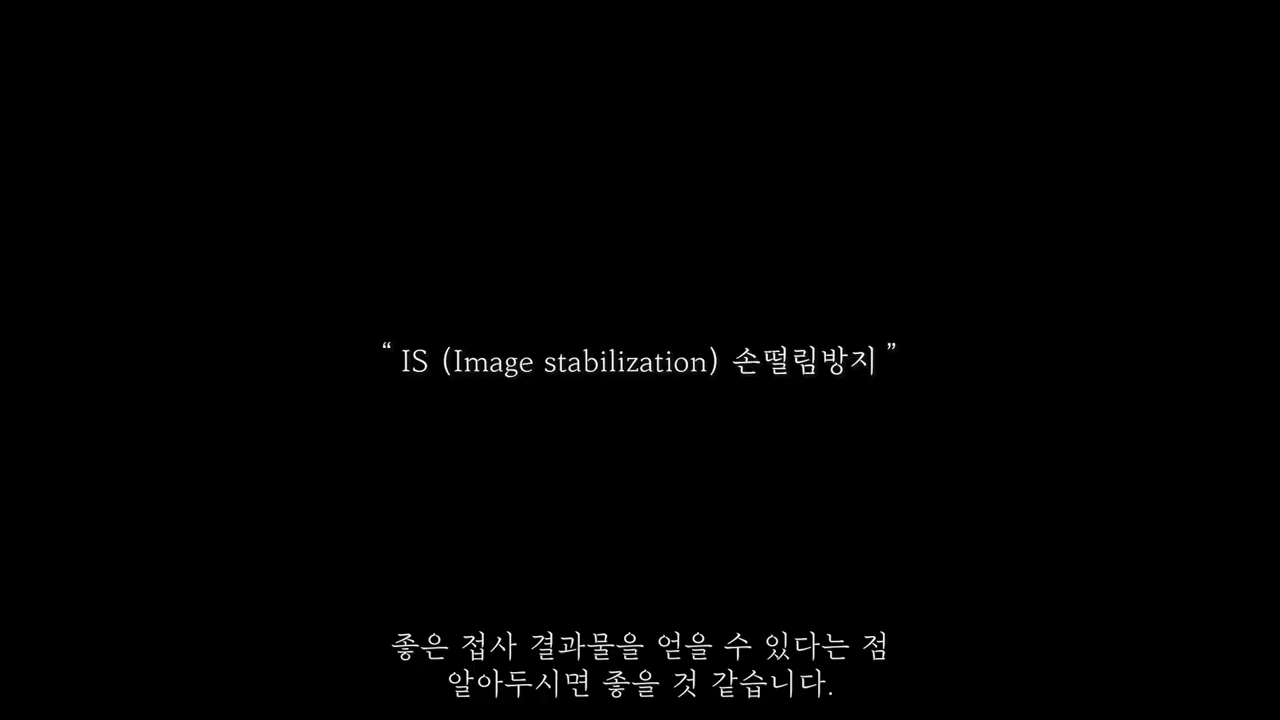 “ IS (Image stabilization) 손떨림방지 ”
좋은 접사 결과물을 얻을 수 있다는 점
알아두시면 좋을 것 같습니다.